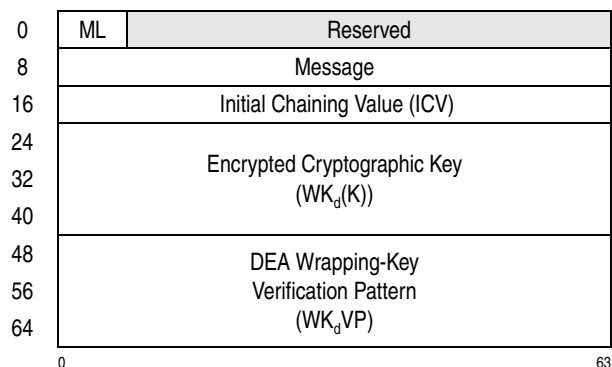 0 ML Reserved
8 Message
16 Initial Chaining Value (ICV)
24
32 Encrypted Cryptographic Key
(WKd(K))
40
48 DEA Wrapping-Key
56 Verification Pattern
64 (WKdVP)
0 63